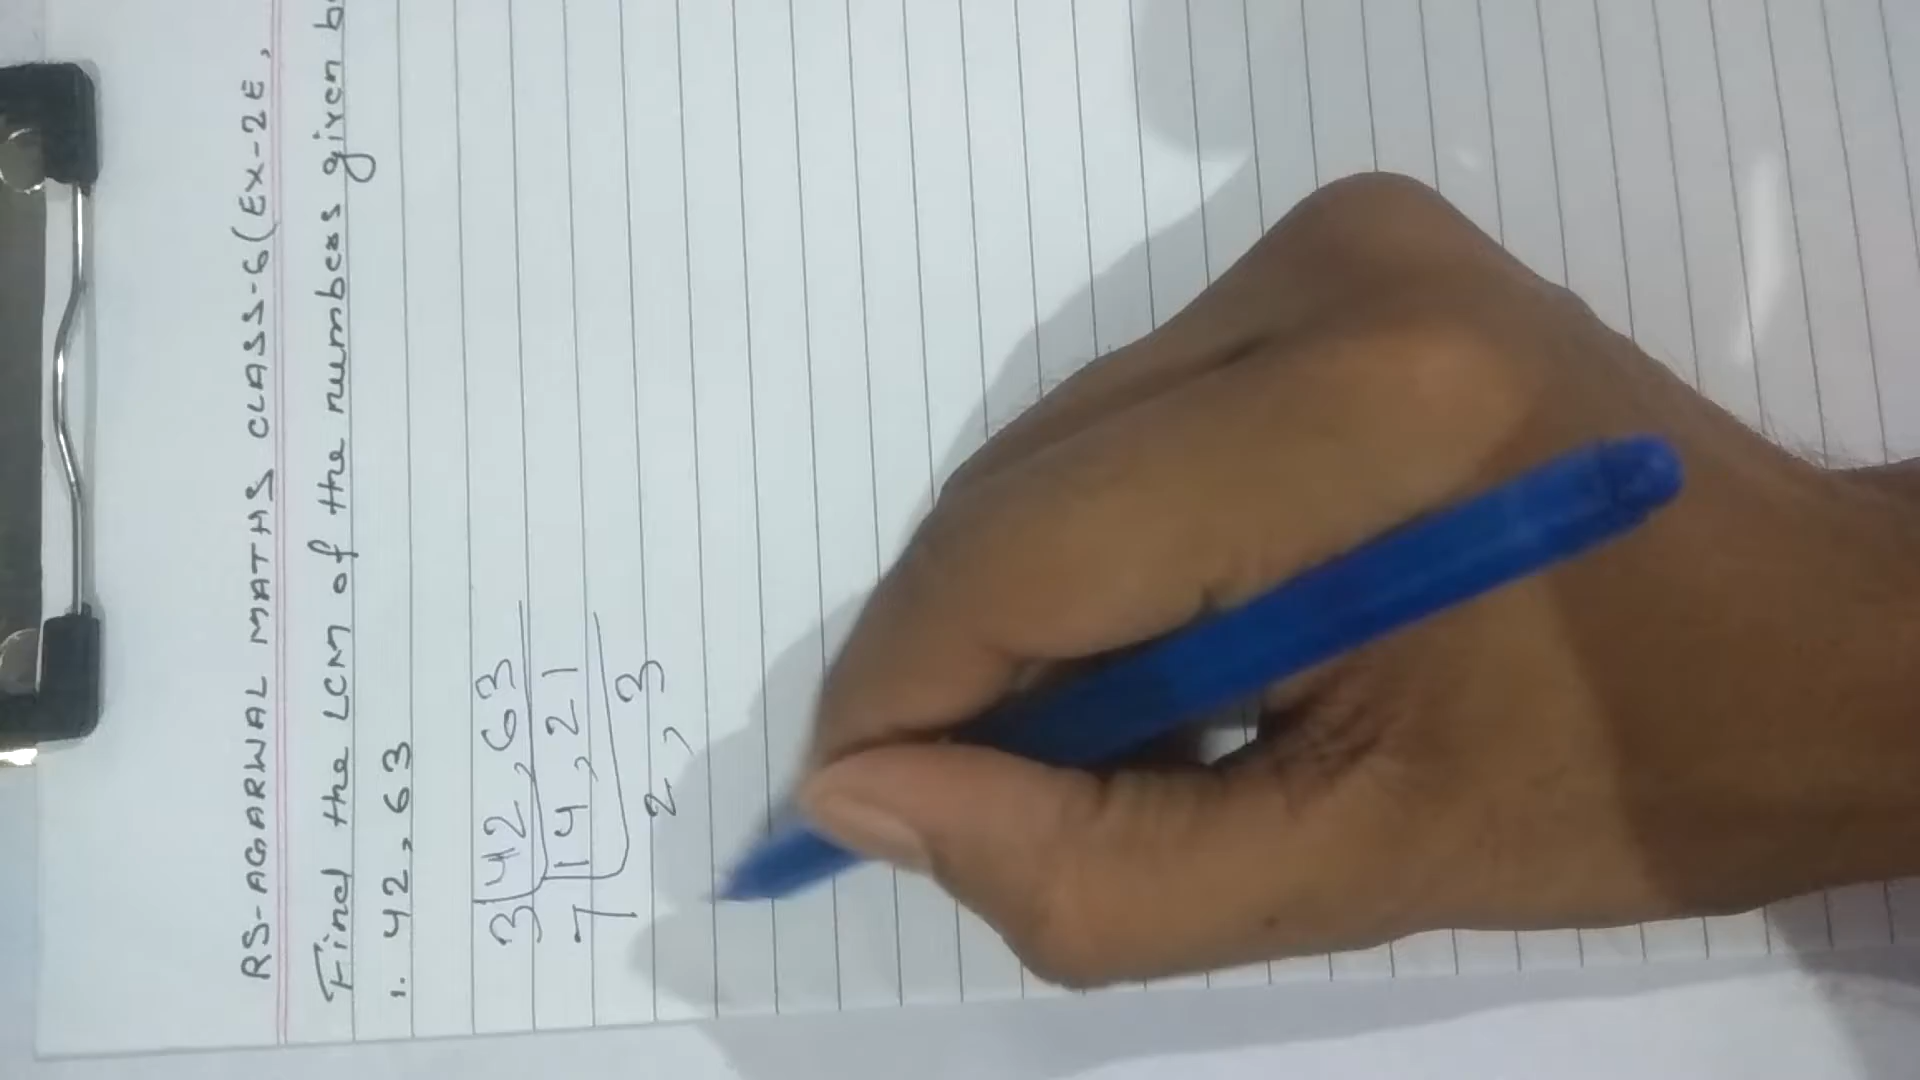 RS-AGARWAL MATHS CLASS-6(EX-2E,
Find the LCM of the numbers given
1. 42,63
3 42,63
7 14,21
2,3